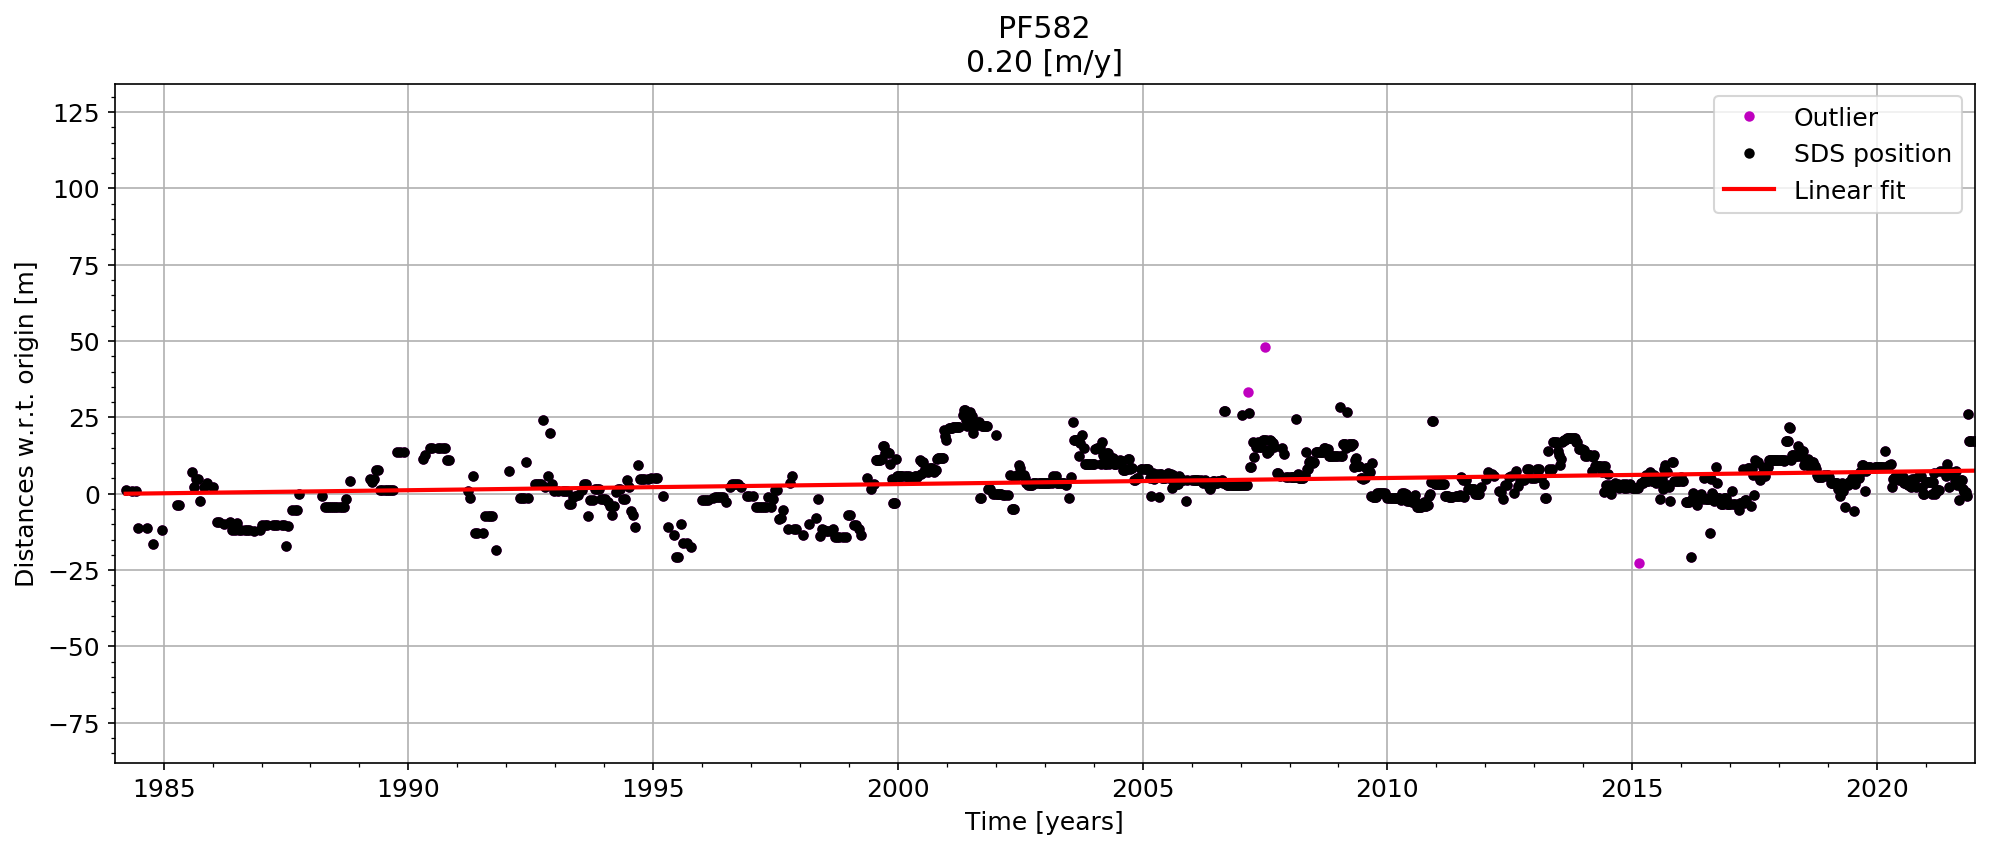 PF582
0.20 [m/y]
125
100
75
50
25
0
−25
−50
−75
Distances w.r.t. origin [m]
Outlier
SDS position
Linear fit
1985 1990 1995 2000 2005 2010 2015 2020
Time [years]